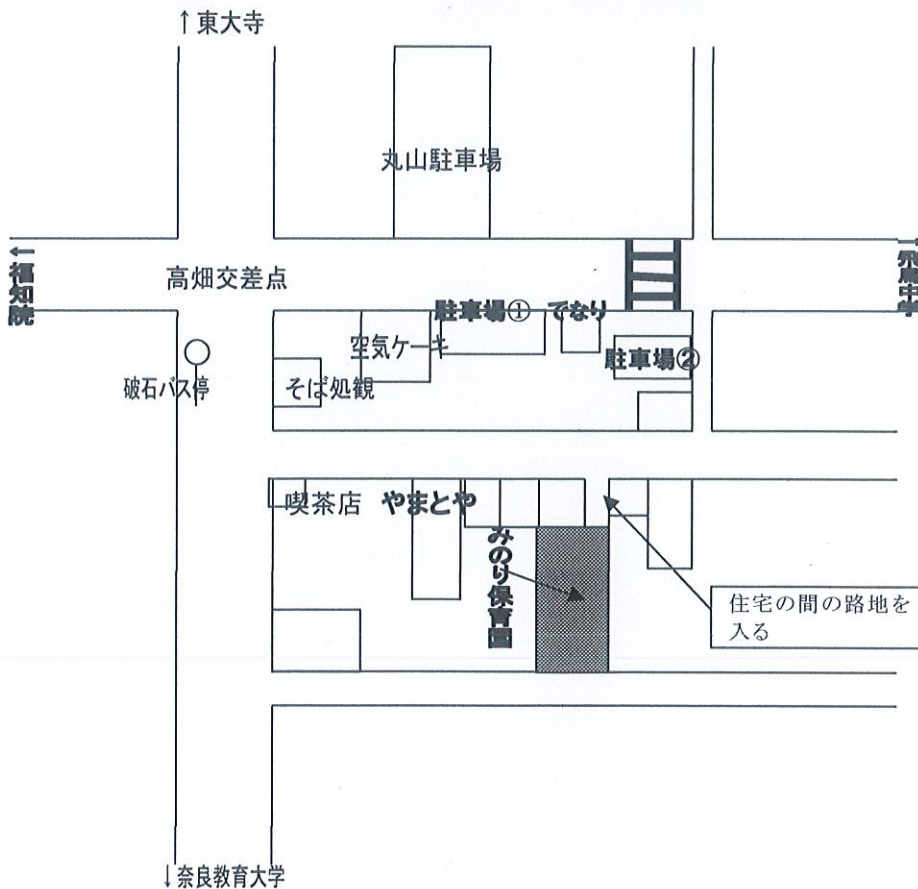 ↑東大寺
丸山駐車場
↑福知院
高畑交差点
→飛鳥中学
駐車場①
でなり
空気ケーキ
駐車場②
破石バス停
そば処観
喫茶店
やまとや
みのり保育園
住宅の間の路地を
入る
↓奈良教育大学